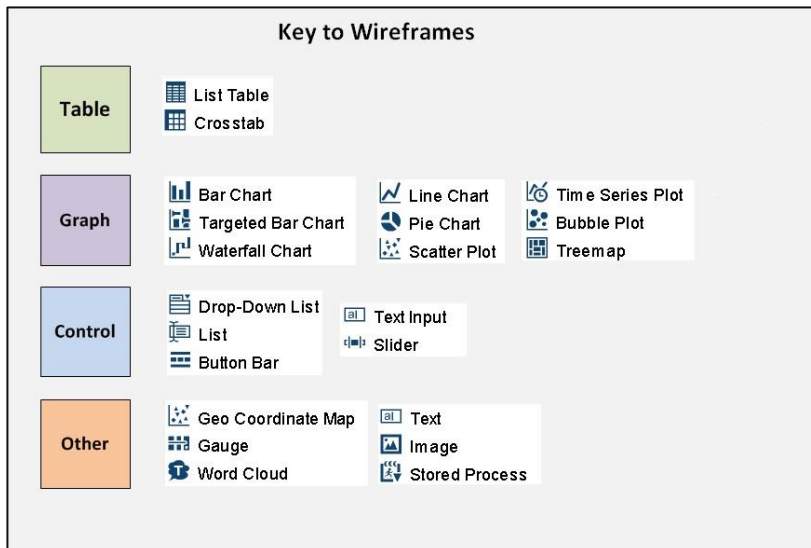 Key to Wireframes
Table
List Table
Crosstab
Graph
Bar Chart
Targeted Bar Chart
Waterfall Chart
Line Chart
Pie Chart
Scatter Plot
Time Series Plot
Bubble Plot
Treemap
Control
Drop-Down List
List
Button Bar
Text Input
Slider
Other
Geo Coordinate Map
Gauge
Word Cloud
Text
Image
Stored Process